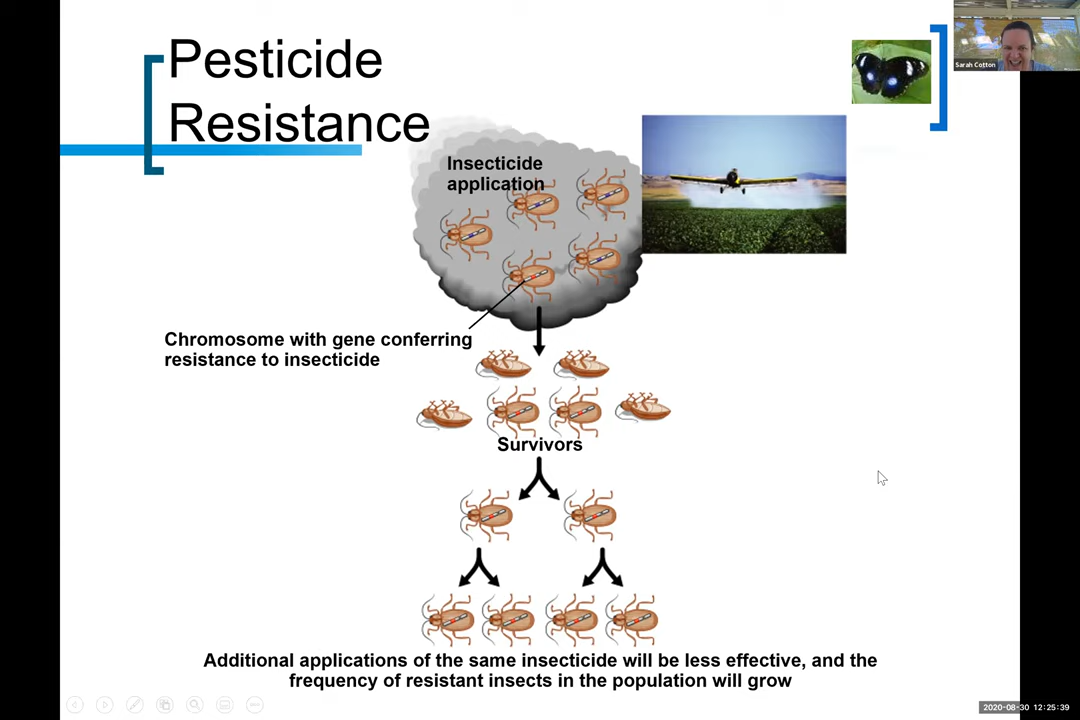 Pesticide
Resistance
Sarah Cotton
Insecticide
application
Chromosome with gene conferring
resistance to insecticide
Survivors
Additional applications of the same insecticide will be less effective, and the
frequency of resistant insects in the population will grow
2020-08-30 12:25:39